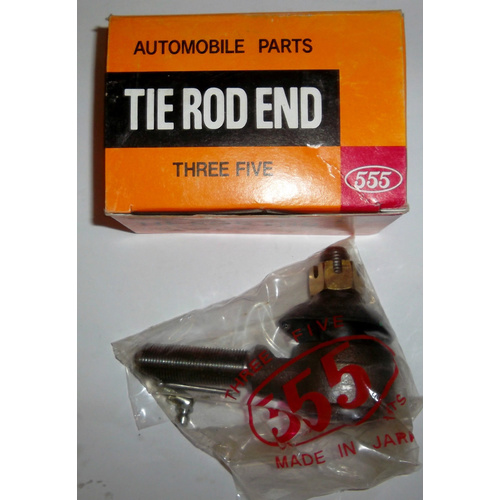 AUTOMOBILE PARTS
TIE ROD END
THREE FIVE
555
THREE FIVE
555
MADE IN JAPAN